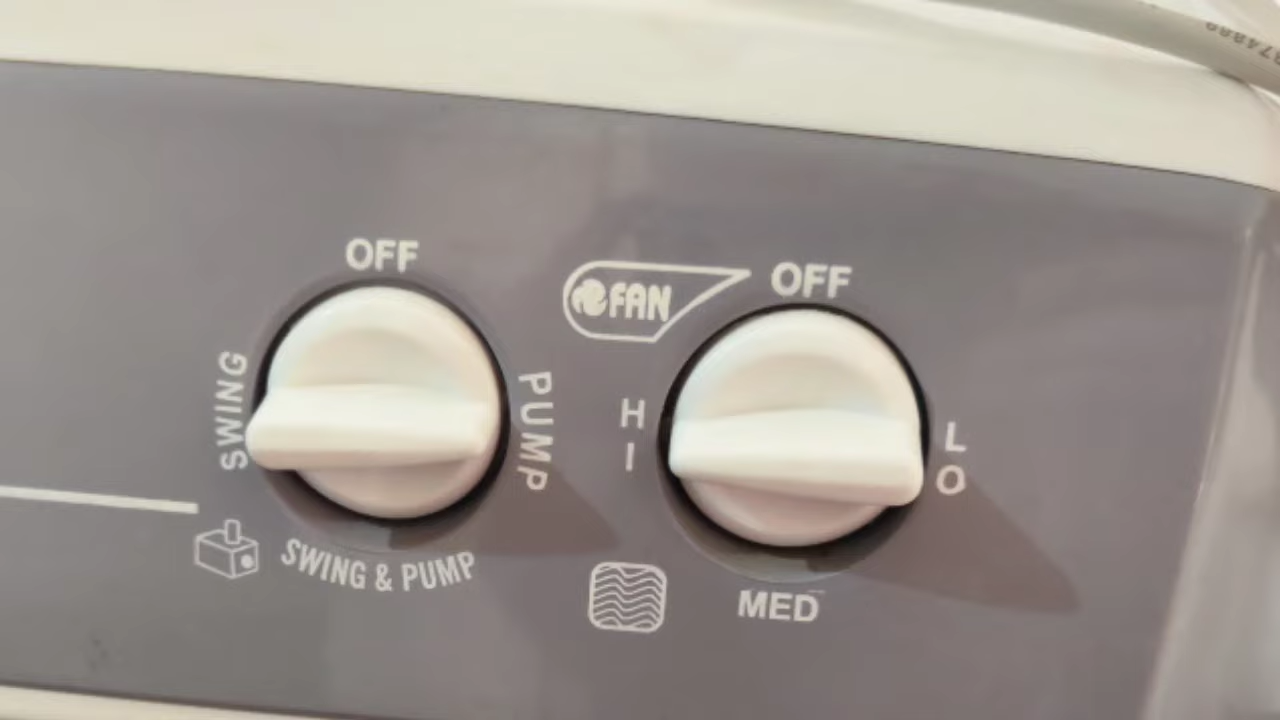 OFF
SWING
PUMP
SWING & PUMP
FAN
OFF
HI
LO
MED